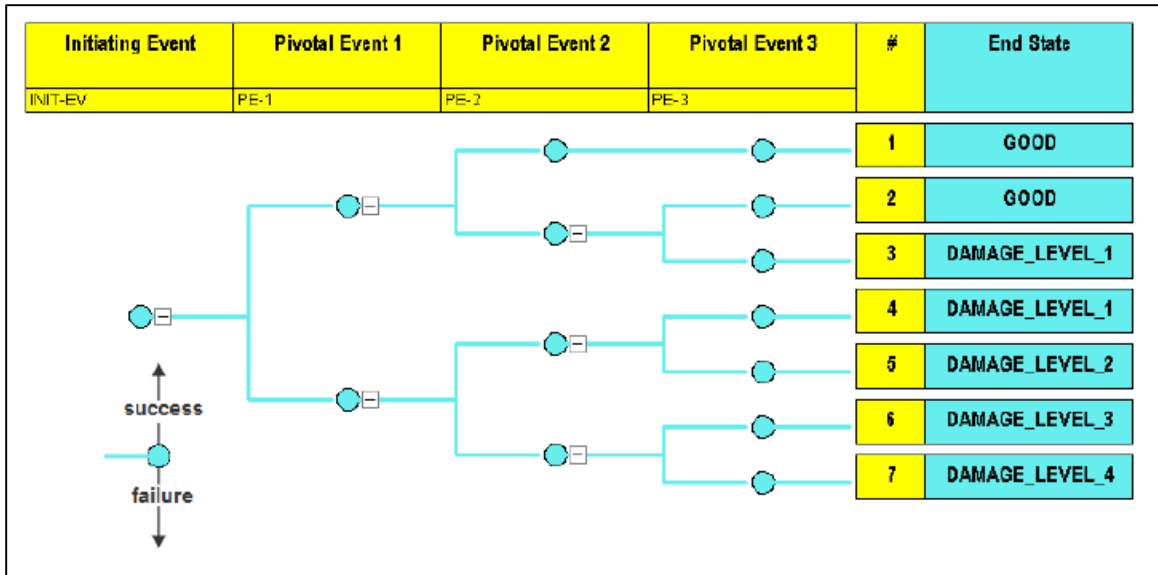 Initiating Event
Pivotal Event 1
Pivotal Event 2
Pivotal Event 3
#
End State
INIT-EV
PE-1
PE-2
PE-3
1
GOOD
2
GOOD
3
DAMAGE_LEVEL_1
4
DAMAGE_LEVEL_1
5
DAMAGE_LEVEL_2
6
DAMAGE_LEVEL_3
7
DAMAGE_LEVEL_4
success
failure